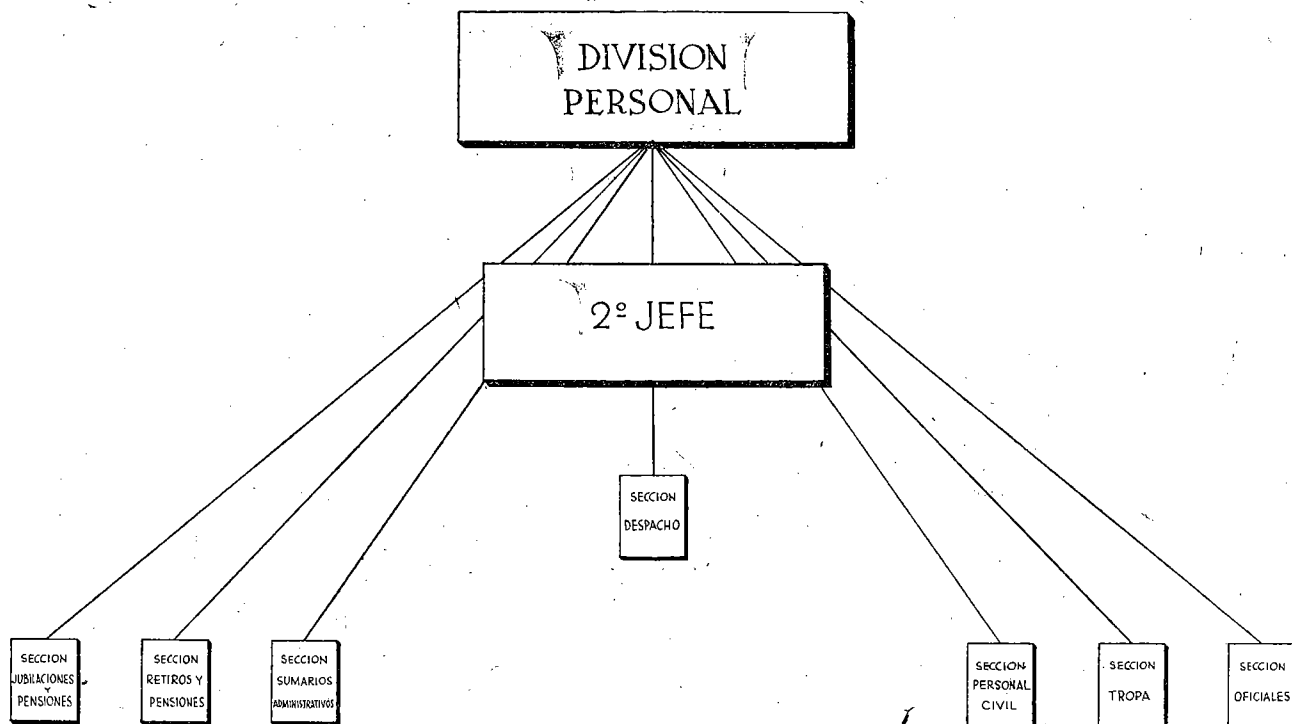 DIVISION
PERSONAL
2º JEFE
SECCION
DESPACHO
SECCION
JUBILACIONES
Y
PENSIONES
SECCION
RETIROS Y
PENSIONES
SECCION
SUMARIOS
ADMINISTRATIVOS
SECCION
PERSONAL
CIVIL
SECCION
TROPA
SECCION
OFICIALES